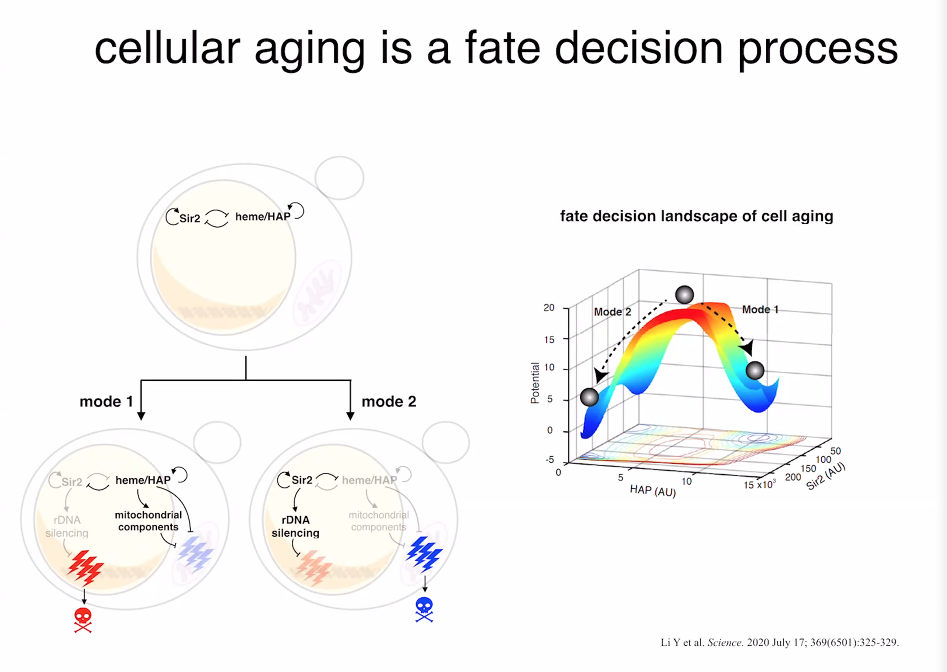 cellular aging is a fate decision process
Sir2
heme/HAP
mode 1
mode 2
Sir2
heme/HAP
rDNA
silencing
mitochondrial
components
Sir2
heme/HAP
rDNA
silencing
mitochondrial
components
fate decision landscape of cell aging
Mode 2
Mode 1
Potential
20
15
10
5
0
-5
0
5
10
15 x10³
HAP (AU)
200
150
100
50
Sir2 (AU)
Li Y et al. Science. 2020 July 17; 369(6501):325-329.